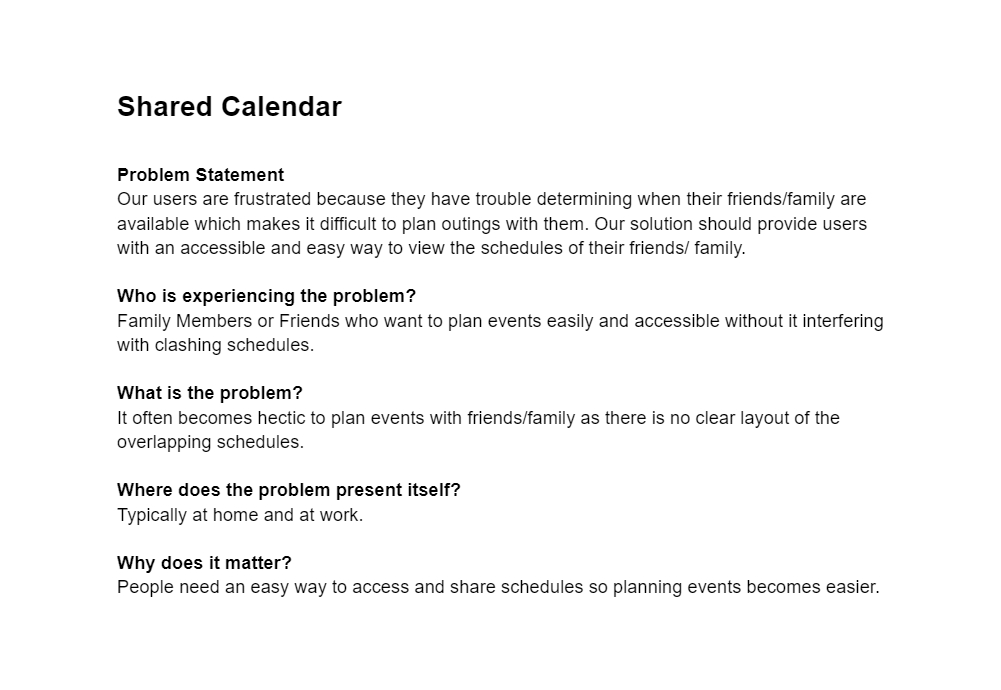 Shared Calendar
Problem Statement
Our users are frustrated because they have trouble determining when their friends/family are
available which makes it difficult to plan outings with them. Our solution should provide users
with an accessible and easy way to view the schedules of their friends/ family.
Who is experiencing the problem?
Family Members or Friends who want to plan events easily and accessible without it interfering
with clashing schedules.
What is the problem?
It often becomes hectic to plan events with friends/family as there is no clear layout of the
overlapping schedules.
Where does the problem present itself?
Typically at home and at work.
Why does it matter?
People need an easy way to access and share schedules so planning events becomes easier.